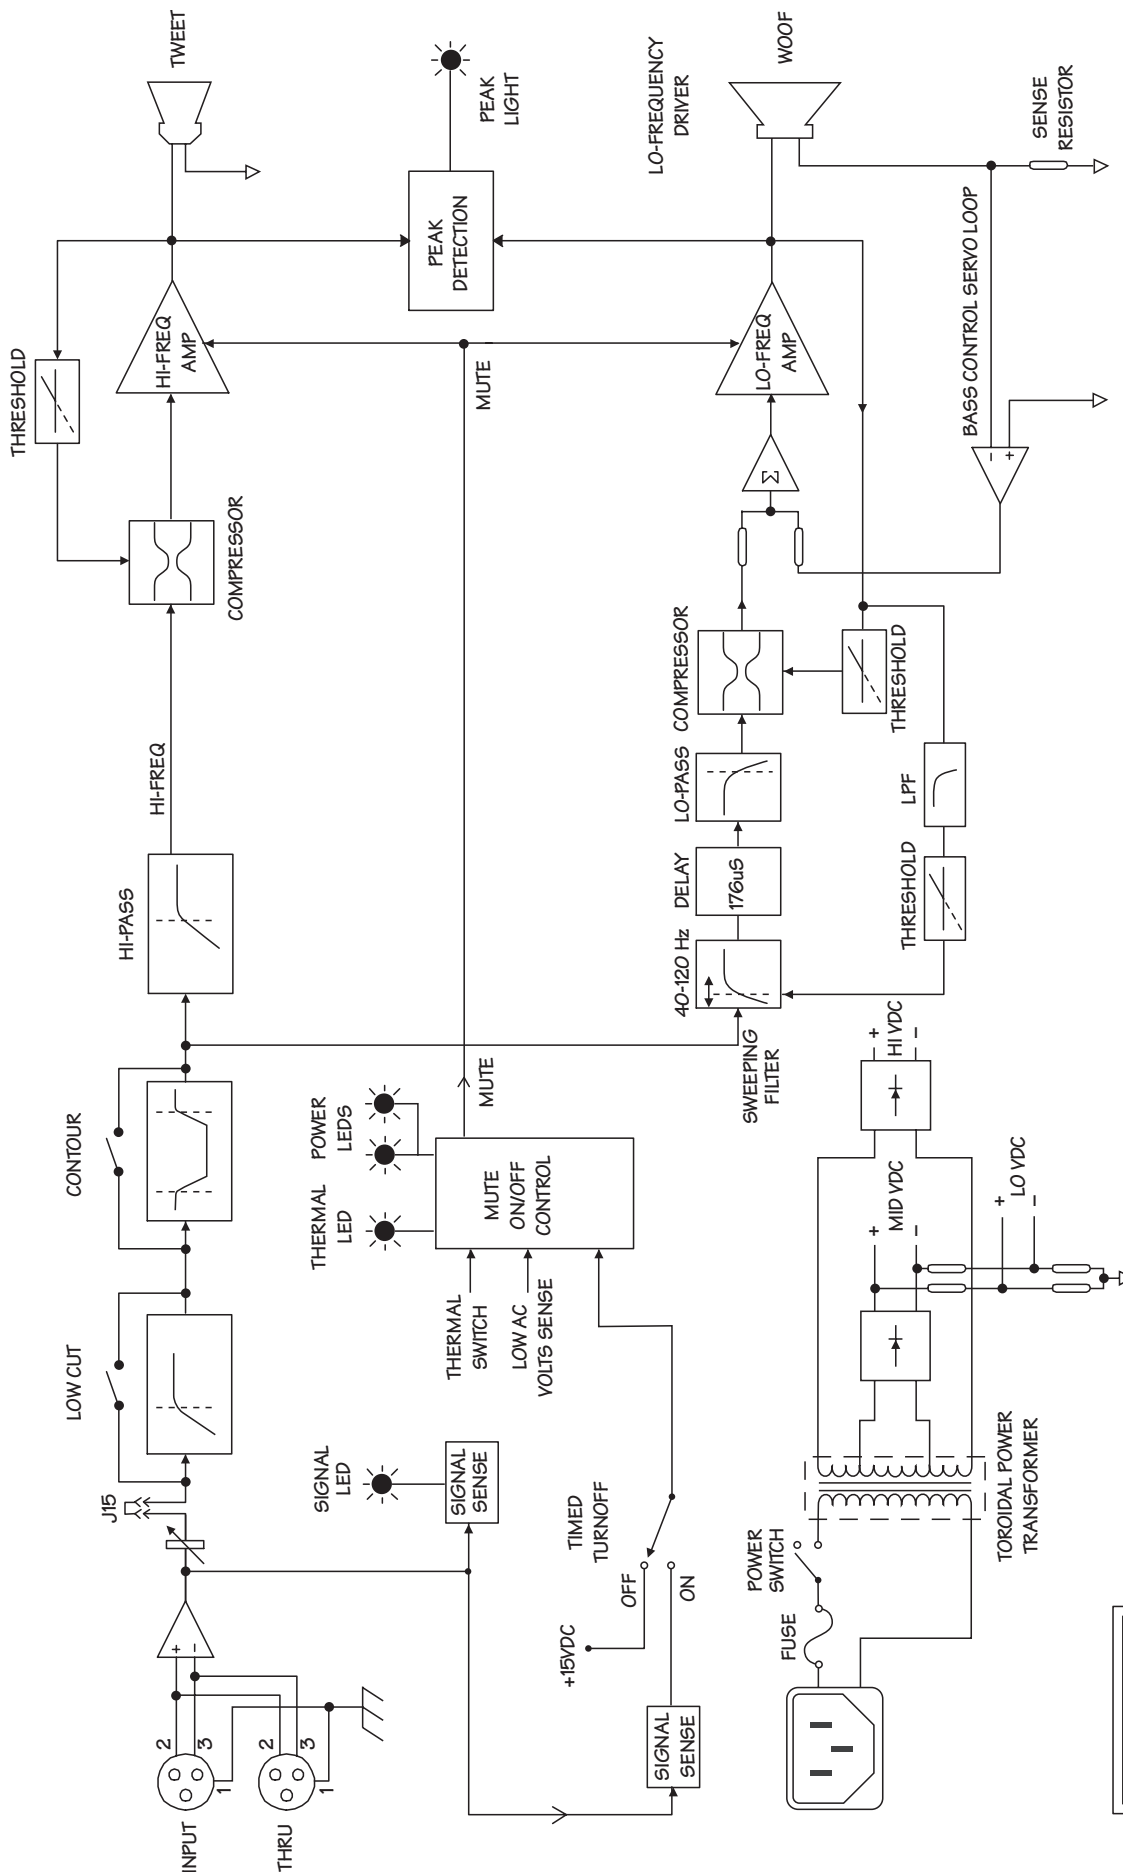 INPUT
THRU
2
3
1
2
3
1
+
−
J15
LOW CUT
CONTOUR
HI-PASS
HI-FREQ
COMPRESSOR
THRESHOLD
HI-FREQ
AMP
TWEET
SIGNAL
LED
SIGNAL
SENSE
THERMAL
LED
POWER
LEDS
THERMAL
SWITCH
LOW AC
VOLTS SENSE
MUTE
ON/OFF
CONTROL
MUTE
MUTE
PEAK
DETECTION
PEAK
LIGHT
TIMED
TURNOFF
OFF
ON
+15VDC
SIGNAL
SENSE
SWEEPING
FILTER
40-120 Hz
DELAY
176uS
LO-PASS
COMPRESSOR
THRESHOLD
LPF
THRESHOLD
Σ
LO-FREQ
AMP
LO-FREQUENCY
DRIVER
WOOF
BASS CONTROL SERVO LOOP
−
+
SENSE
RESISTOR
FUSE
POWER
SWITCH
TOROIDAL POWER
TRANSFORMER
+
MID VDC
−
+
LO VDC
−
+
HI VDC
−